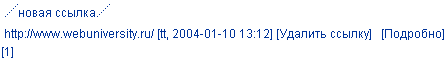 новая ссылка
http://www.webuniversity.ru/ [tt, 2004-01-10 13:12] [Удалить ссылку] [Подробно]
[1]